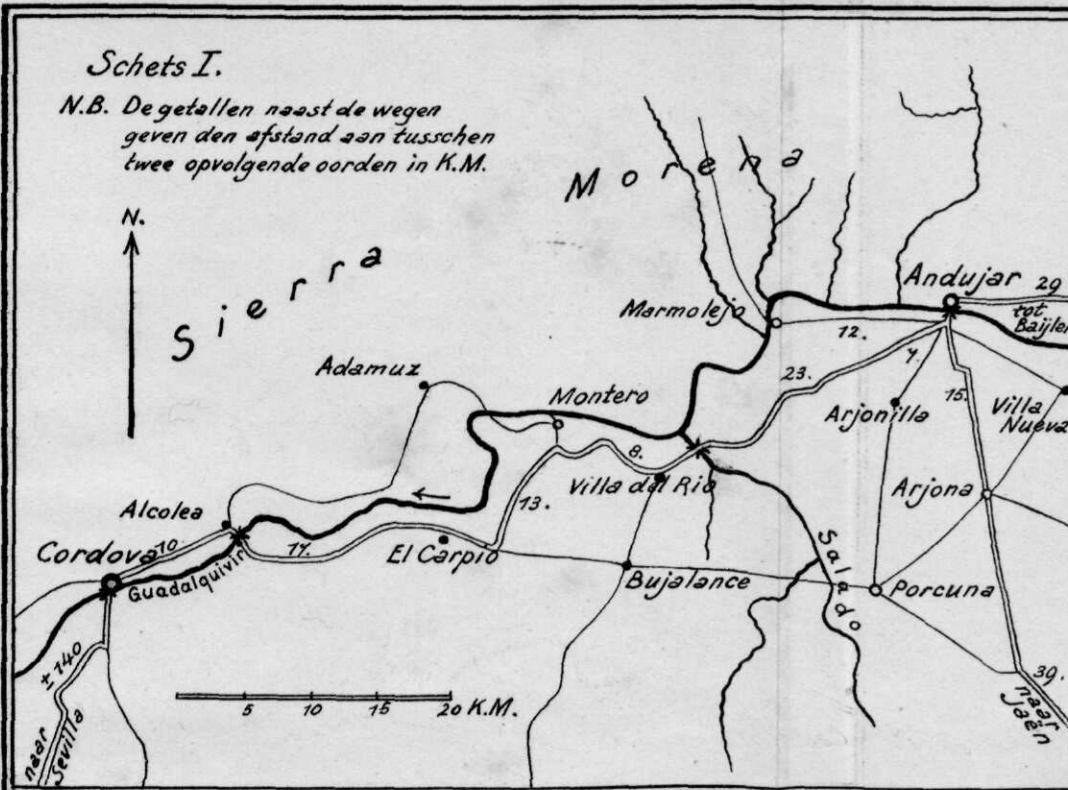 Schets I.
N.B. De getallen naast de wegen
geven den afstand aan tusschen
twee opvolgende oorden in K.M.
N.
Sierra Morena
Andujar
29
tot
Baijlen
Marmolejo
12.
23.
7.
15.
Adamuz
Montero
Arjonilla
Villa
Nueva
8.
Villa del Rio
Arjona
13.
Alcolea
Cordova
10
17.
El Carpio
Guadalquivir
Bujalance
Salado
Porcuna
± 140
naar
Sevilla
5 10 15 20 K.M.
39.
naar
Jaën